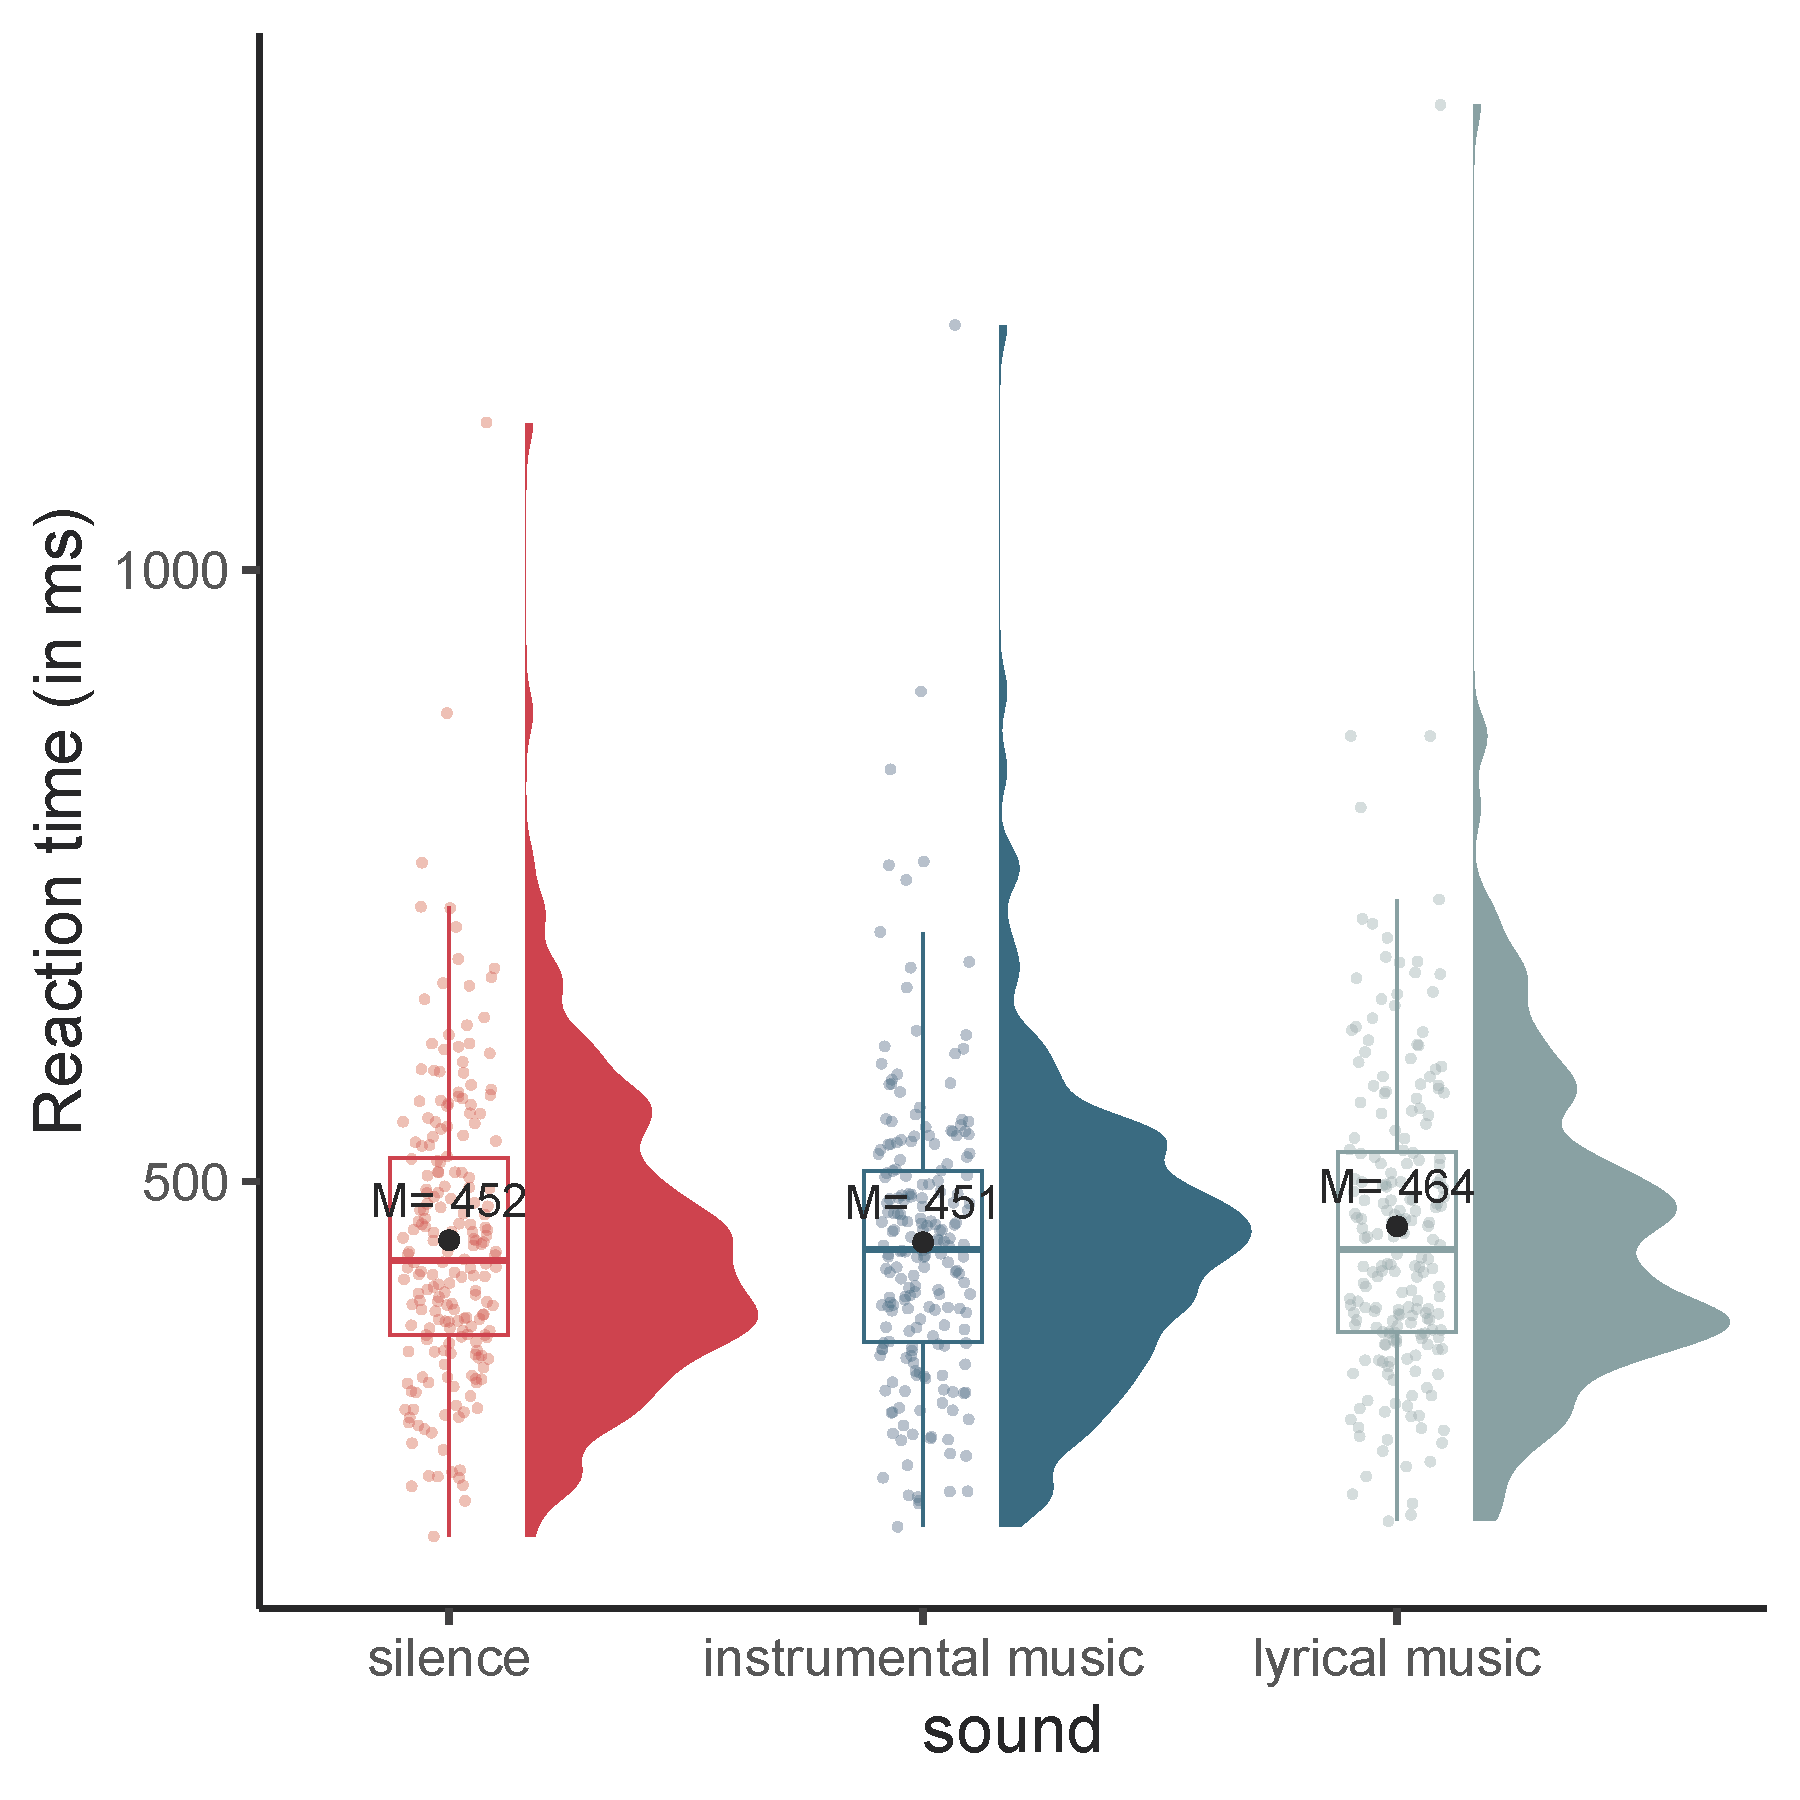 Reaction time (in ms)
1000
500
M= 452
M= 451
M= 464
silence
instrumental music
lyrical music
sound